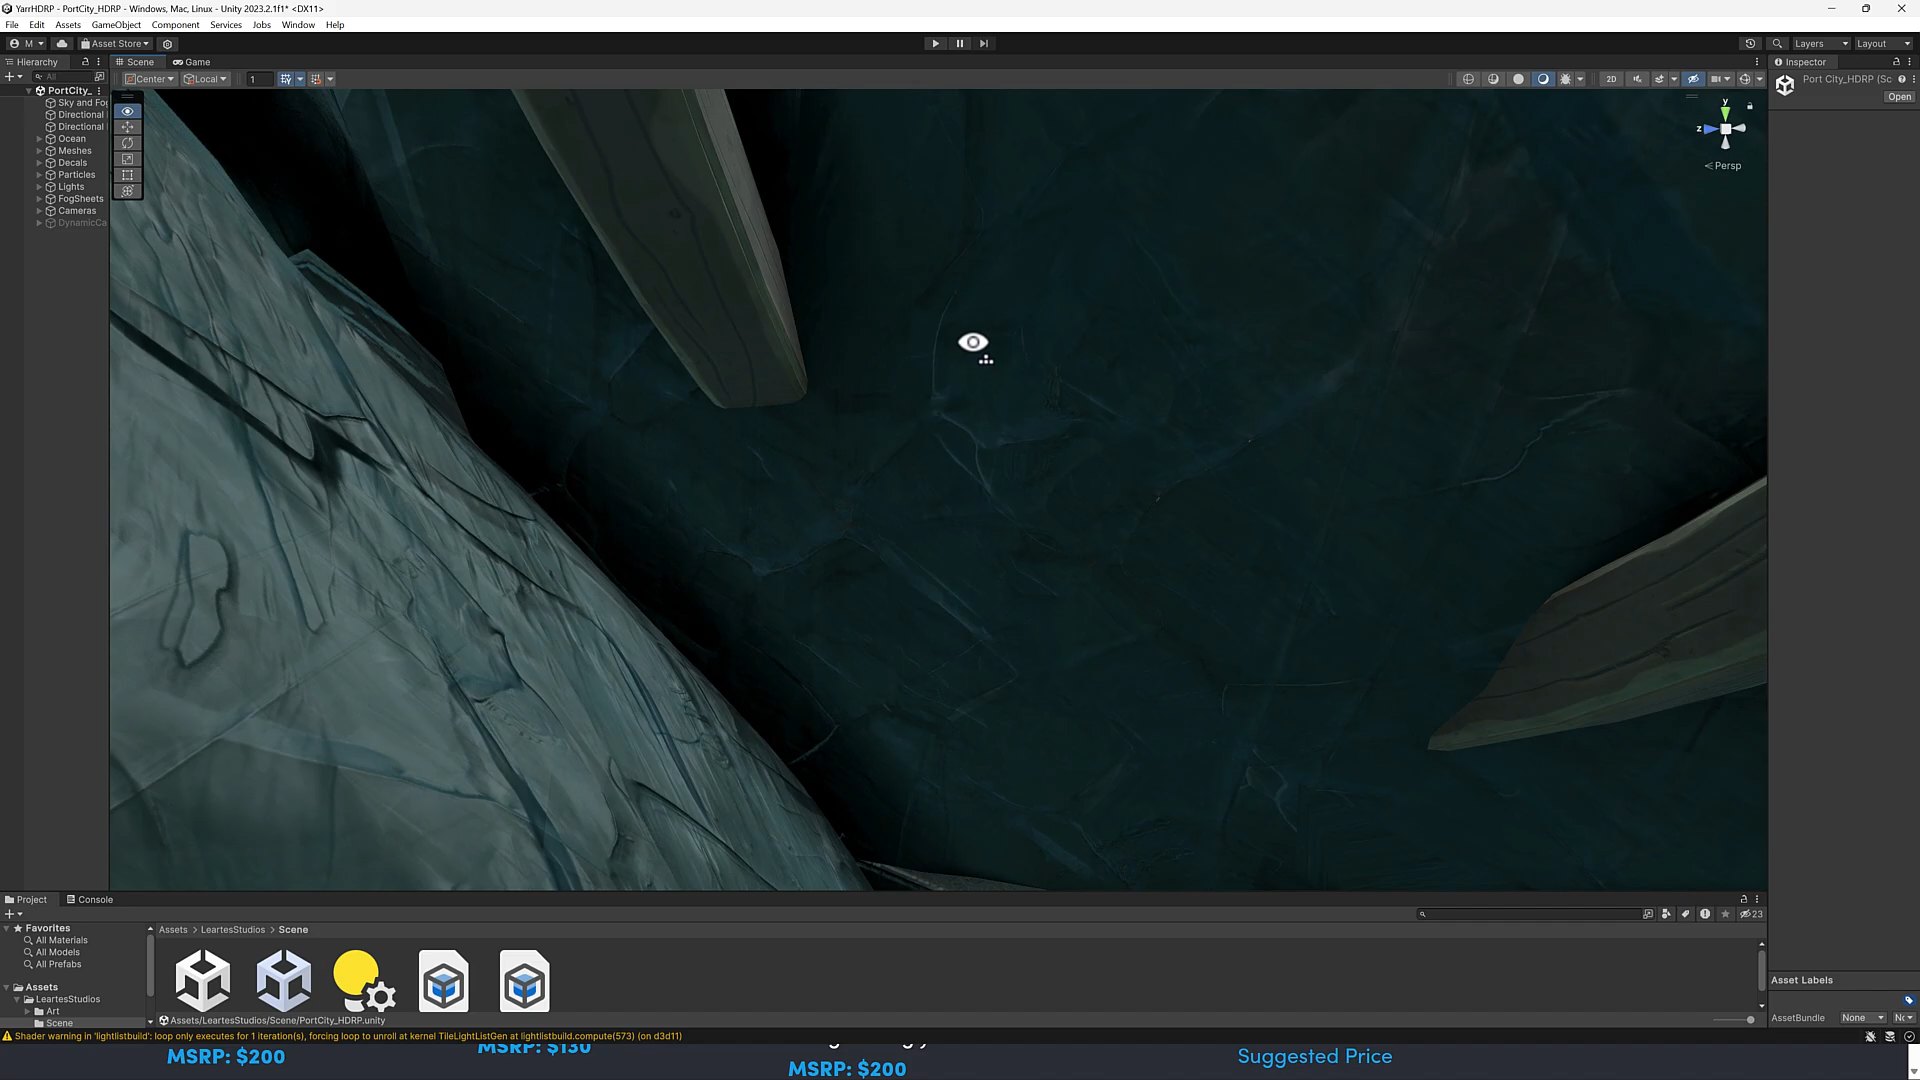 YarrHDRP - PortCity_HDRP - Windows, Mac, Linux - Unity 2023.2.1f1* <DX11>
File Edit Assets GameObject Component Services Jobs Window Help
M Asset Store Layers Layout
Hierarchy Scene Game Inspector
All Center Local 1 2D
Port City_HDRP (Sc
Open
PortCity_
Sky and Fog
Directional
Directional
Ocean
Meshes
Decals
Particles
Lights
FogSheets
Cameras
DynamicCa
y
z
Persp
Project Console
23
Favorites
All Materials
All Models
All Prefabs
Assets
LeartesStudios
Art
Scene
Assets > LeartesStudios > Scene
Assets/LeartesStudios/Scene/PortCity_HDRP.unity
Asset Labels
AssetBundle None
Shader warning in 'lightlistbuild': loop only executes for 1 iteration(s), forcing loop to unroll at kernel TileLightListGen at lightlistbuild.compute(573) (on d3d11)
MSRP: $200
MSRP: $130
MSRP: $200
Suggested Price